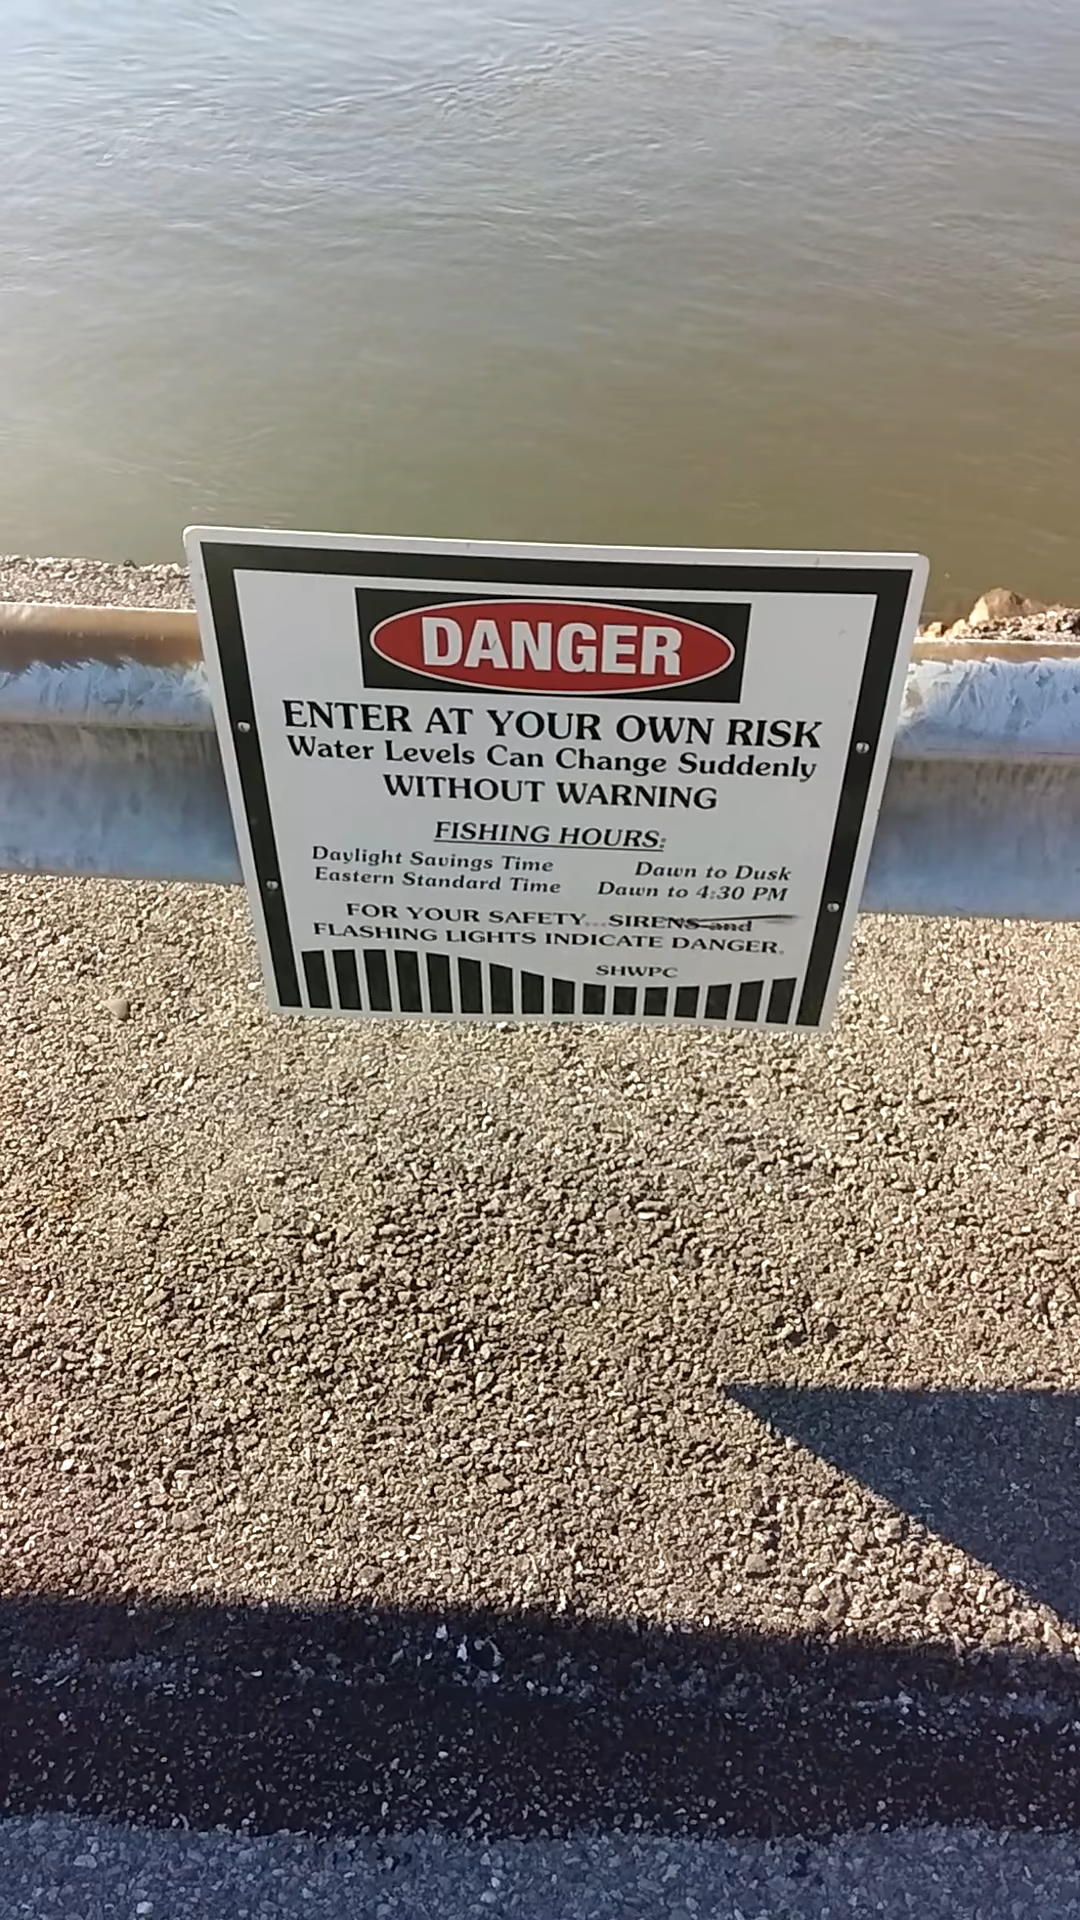 DANGER
ENTER AT YOUR OWN RISK
Water Levels Can Change Suddenly
WITHOUT WARNING
FISHING HOURS:
Daylight Savings Time Dawn to Dusk
Eastern Standard Time Dawn to 4:30 PM
FOR YOUR SAFETY...SIRENS and
FLASHING LIGHTS INDICATE DANGER.
SHWPC